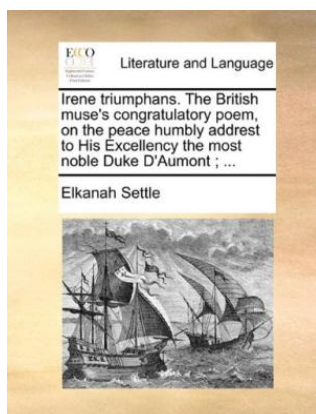 ECCO
Literature and Language
Irene triumphans. The British
muse's congratulatory poem,
on the peace humbly addrest
to His Excellency the most
noble Duke D'Aumont ; ...
Elkanah Settle